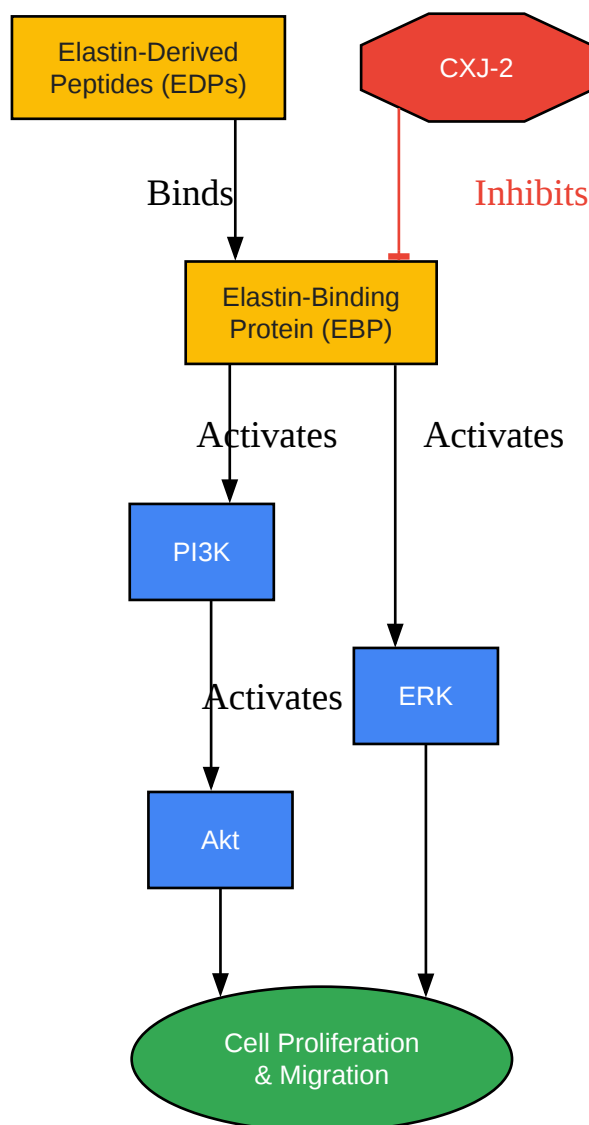 Elastin-Derived
Peptides (EDPs)
CXJ-2
Binds
Inhibits
Elastin-Binding
Protein (EBP)
Activates
Activates
PI3K
Activates
ERK
Akt
Cell Proliferation
& Migration